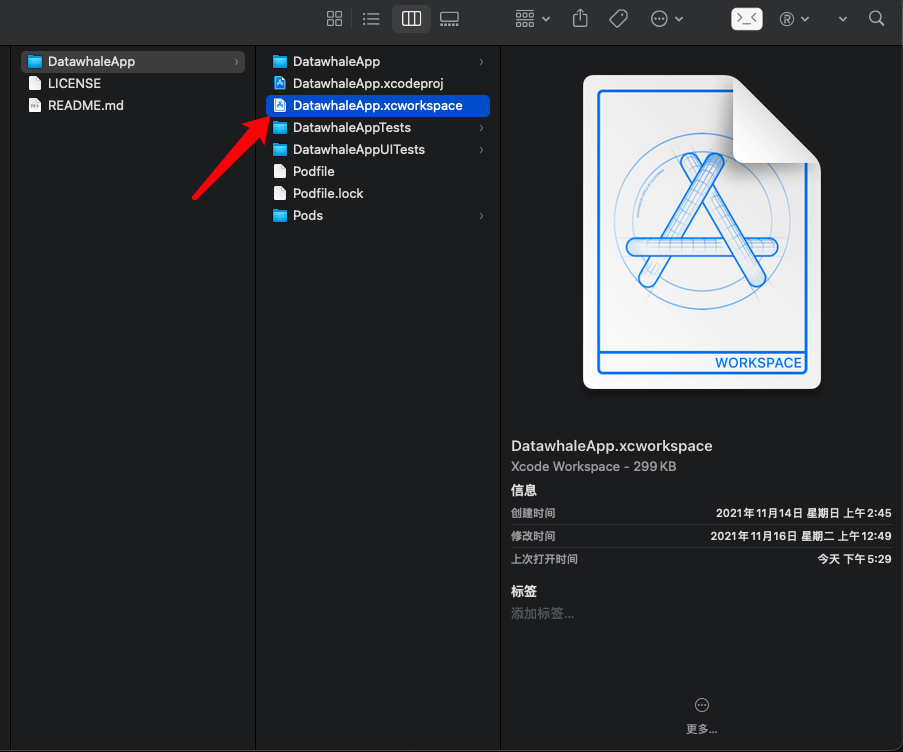 DatawhaleApp
LICENSE
README.md
DatawhaleApp
DatawhaleApp.xcodeproj
DatawhaleApp.xcworkspace
DatawhaleAppTests
DatawhaleAppUITests
Podfile
Podfile.lock
Pods
WORKSPACE
DatawhaleApp.xcworkspace
Xcode Workspace - 299 KB
信息
创建时间 2021年11月14日 星期日 上午2:45
修改时间 2021年11月16日 星期二 上午12:49
上次打开时间 今天 下午5:29
标签
添加标签...
更多...